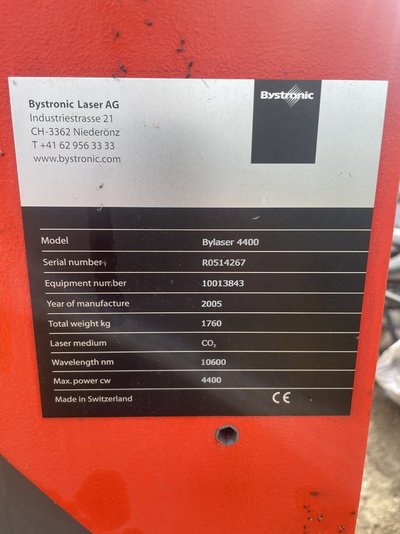 Bystronic Laser AG
Industriestrasse 21
CH-3362 Niederönz
T +41 62 956 33 33
www.bystronic.com
Bystronic
Model Bylaser 4400
Serial number R0514267
Equipment number 10013843
Year of manufacture 2005
Total weight kg 1760
Laser medium CO₂
Wavelength nm 10600
Max. power cw 4400
Made in Switzerland CE